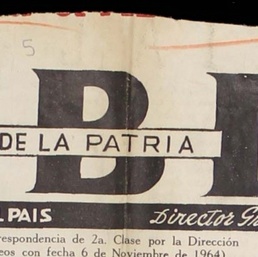 5
B
DE LA PATRIA
PAIS Director
respondencia de 2a. Clase por la Dirección
eos con fecha 6 de Noviembre de 1964)